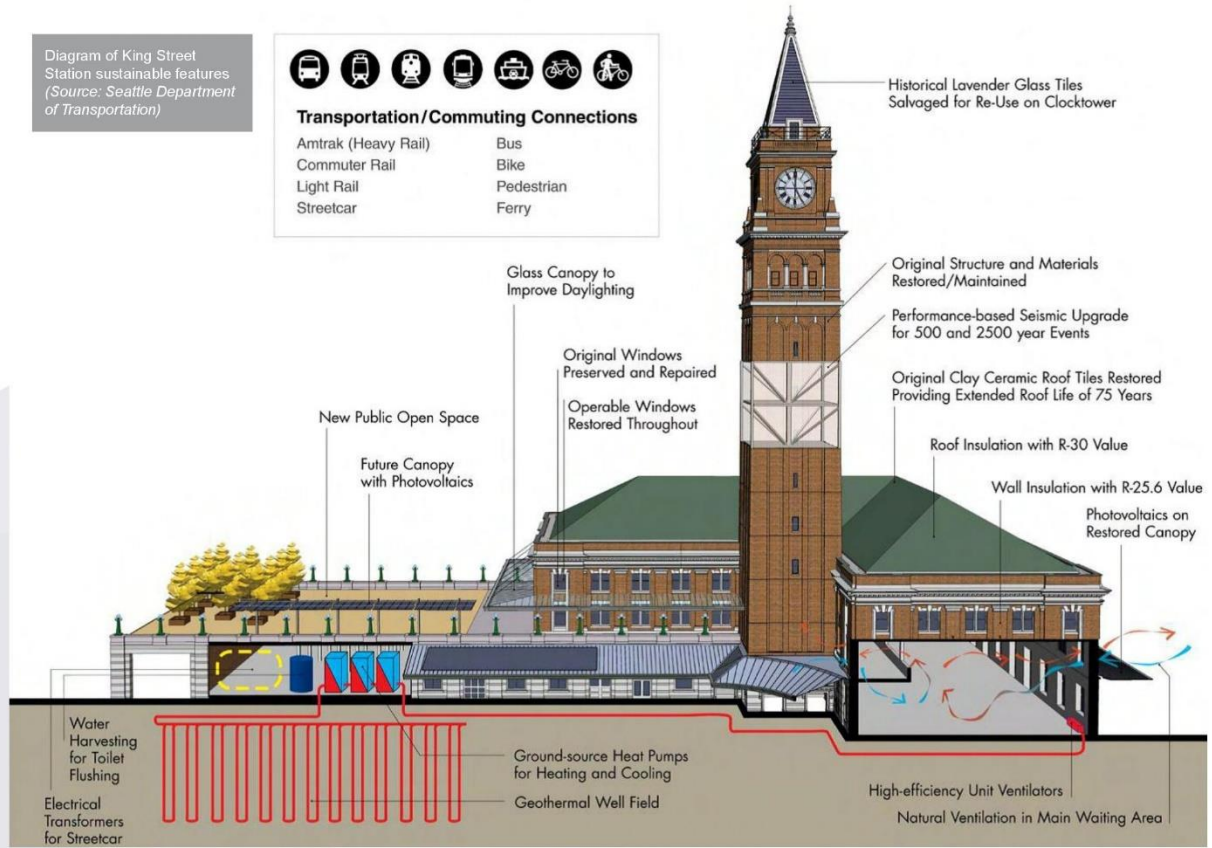 Diagram of King Street
Station sustainable features
(Source: Seattle Department
of Transportation)
Transportation/Commuting Connections
Amtrak (Heavy Rail)
Commuter Rail
Light Rail
Streetcar
Bus
Bike
Pedestrian
Ferry
Historical Lavender Glass Tiles
Salvaged for Re-Use on Clocktower
Glass Canopy to
Improve Daylighting
Original Structure and Materials
Restored/Maintained
Performance-based Seismic Upgrade
for 500 and 2500 year Events
Original Windows
Preserved and Repaired
Original Clay Ceramic Roof Tiles Restored
Providing Extended Roof Life of 75 Years
New Public Open Space
Operable Windows
Restored Throughout
Roof Insulation with R-30 Value
Future Canopy
with Photovoltaics
Wall Insulation with R-25.6 Value
Photovoltaics on
Restored Canopy
Water
Harvesting
for Toilet
Flushing
Ground-source Heat Pumps
for Heating and Cooling
Geothermal Well Field
High-efficiency Unit Ventilators
Natural Ventilation in Main Waiting Area
Electrical
Transformers
for Streetcar